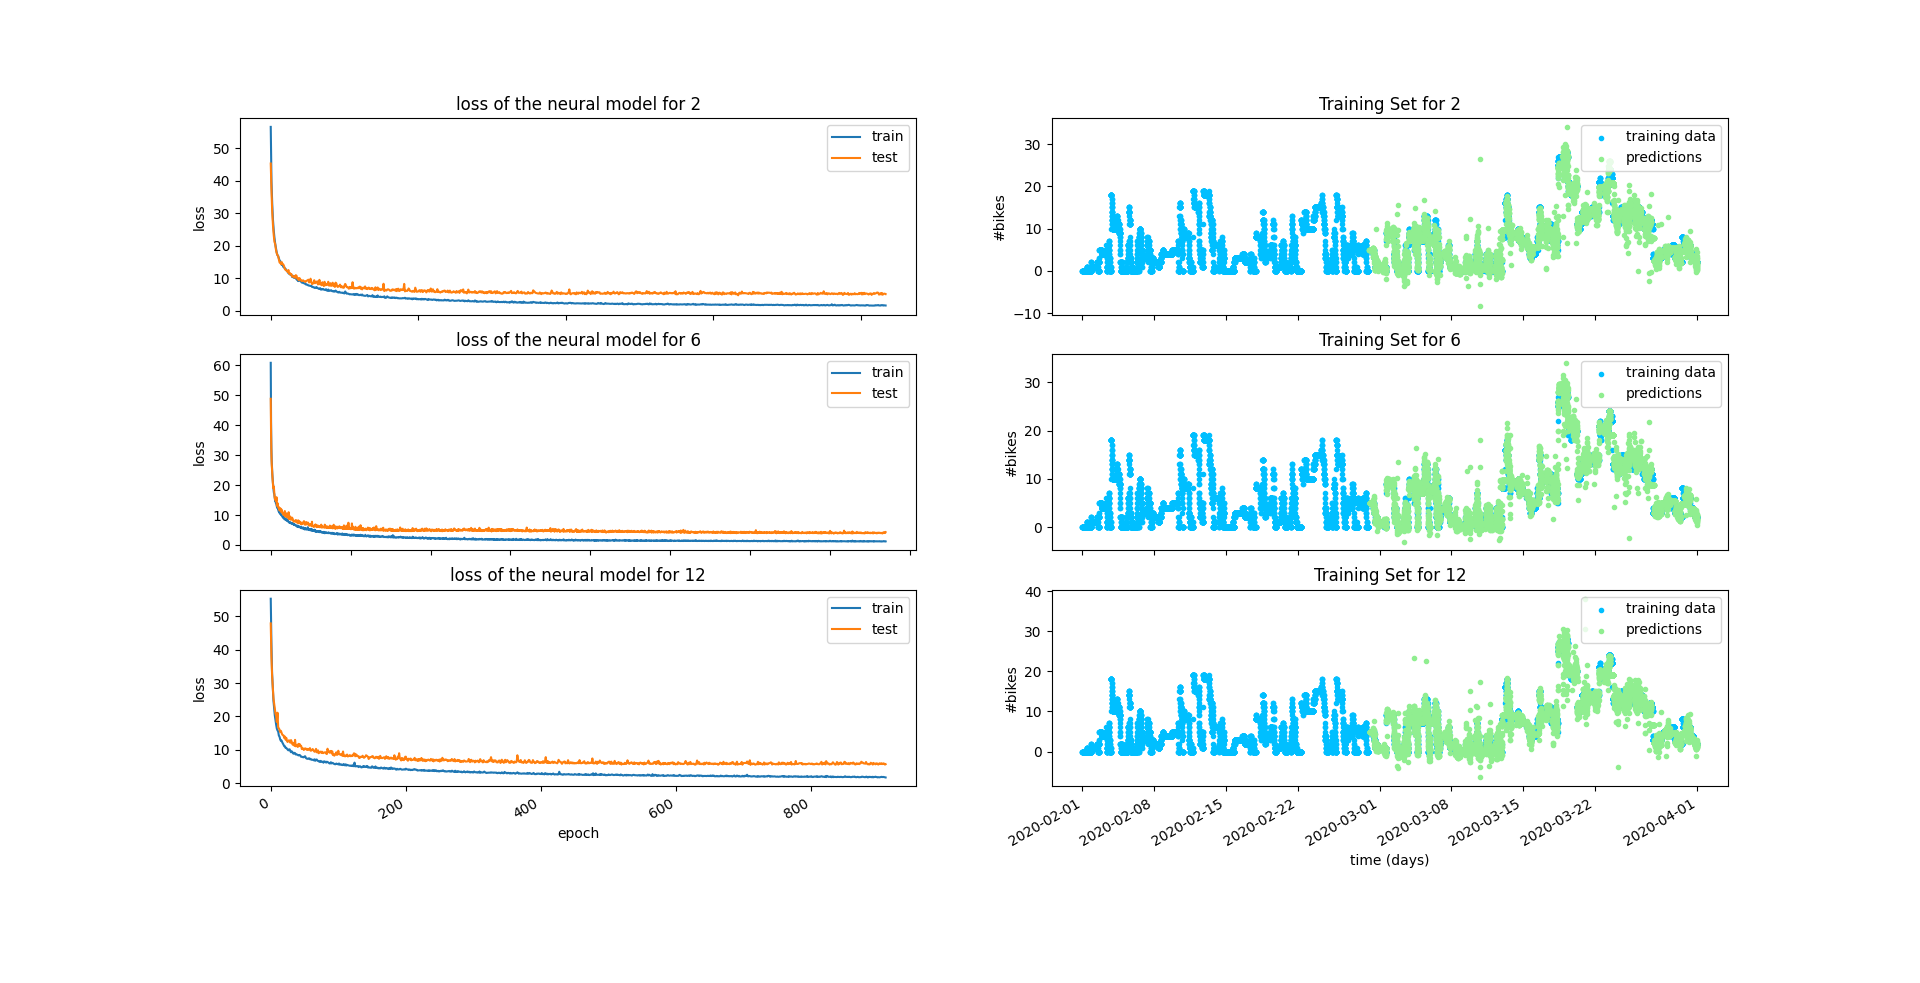 loss of the neural model for 2
50
40
30
20
10
0
loss
train
test
Training Set for 2
30
20
10
0
−10
#bikes
training data
predictions
loss of the neural model for 6
60
50
40
30
20
10
0
loss
train
test
Training Set for 6
30
20
10
0
#bikes
training data
predictions
loss of the neural model for 12
50
40
30
20
10
0
loss
train
test
0
200
400
600
800
epoch
Training Set for 12
40
30
20
10
0
#bikes
training data
predictions
2020-02-01
2020-02-08
2020-02-15
2020-02-22
2020-03-01
2020-03-08
2020-03-15
2020-03-22
2020-04-01
time (days)